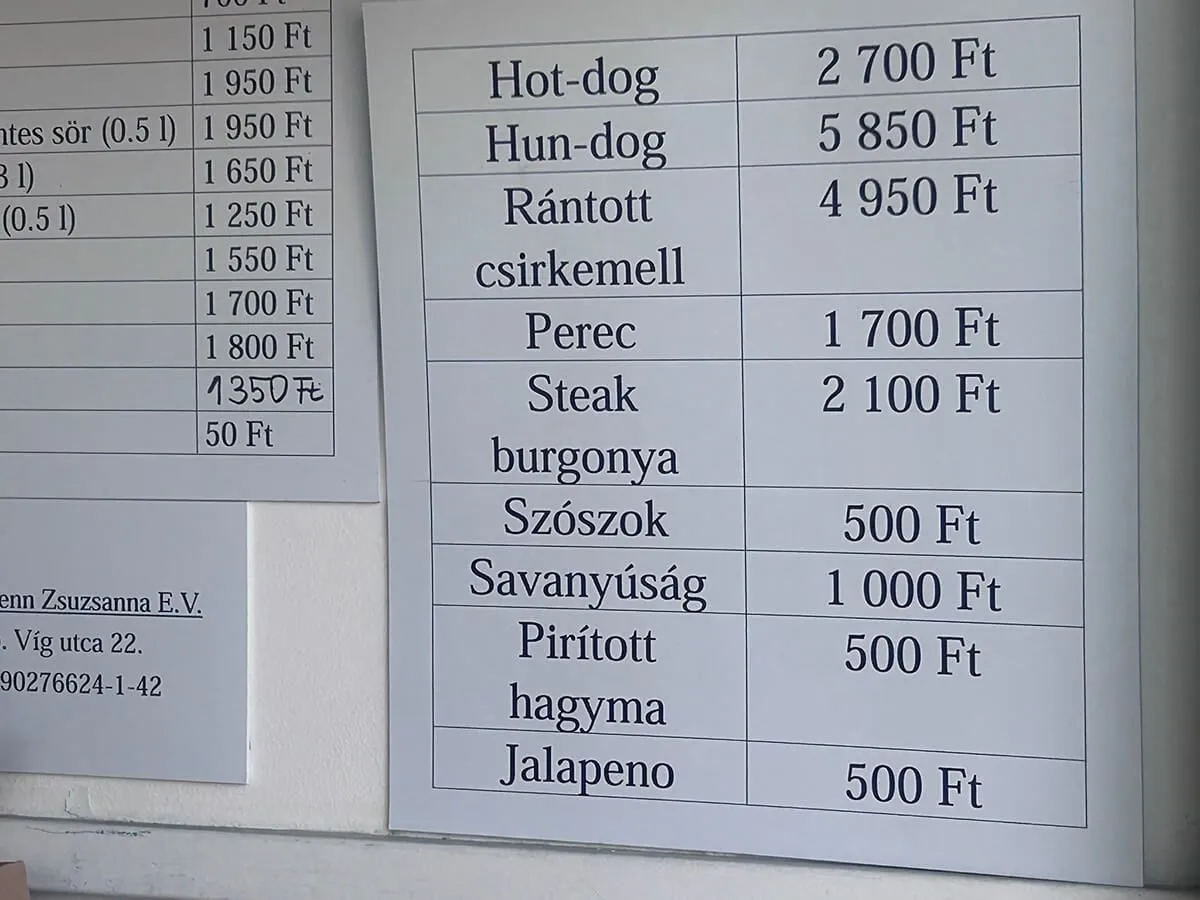 700 Ft
1 150 Ft
1 950 Ft
sör (0.5 l) 1 950 Ft
1 650 Ft
(0.5 l) 1 250 Ft
1 550 Ft
1 700 Ft
1 800 Ft
1350 Ft
50 Ft
Zsuzsanna E.V.
Víg utca 22.
90276624-1-42
Hot-dog 2 700 Ft
Hun-dog 5 850 Ft
Rántott 4 950 Ft
csirkemell
Perec 1 700 Ft
Steak 2 100 Ft
burgonya
Szószok 500 Ft
Savanyúság 1 000 Ft
Pirított 500 Ft
hagyma
Jalapeno 500 Ft